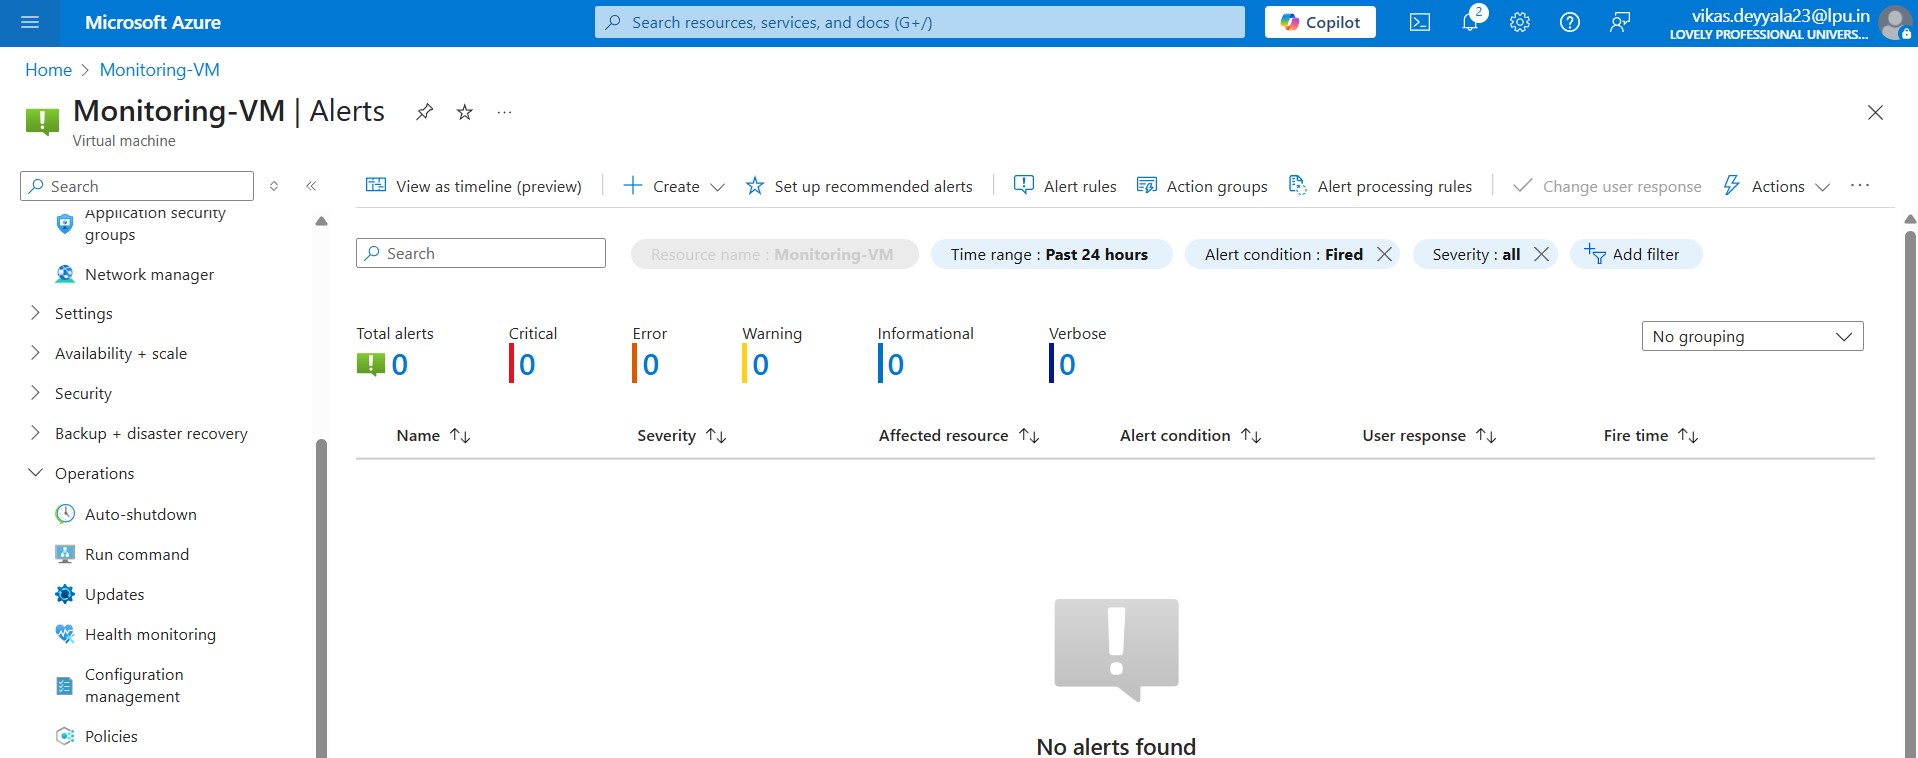 Microsoft Azure
Search resources, services, and docs (G+/)
Copilot
2
vikas.deyyala23@lpu.in
LOVELY PROFESSIONAL UNIVERS...
Home > Monitoring-VM
Monitoring-VM | Alerts
Virtual machine
Search
Application security
groups
Network manager
Settings
Availability + scale
Security
Backup + disaster recovery
Operations
Auto-shutdown
Run command
Updates
Health monitoring
Configuration
management
Policies
View as timeline (preview)
Create
Set up recommended alerts
Alert rules
Action groups
Alert processing rules
Change user response
Actions
Search
Resource name : Monitoring-VM
Time range : Past 24 hours
Alert condition : Fired
Severity : all
Add filter
Total alerts
0
Critical
0
Error
0
Warning
0
Informational
0
Verbose
0
No grouping
Name
Severity
Affected resource
Alert condition
User response
Fire time
No alerts found